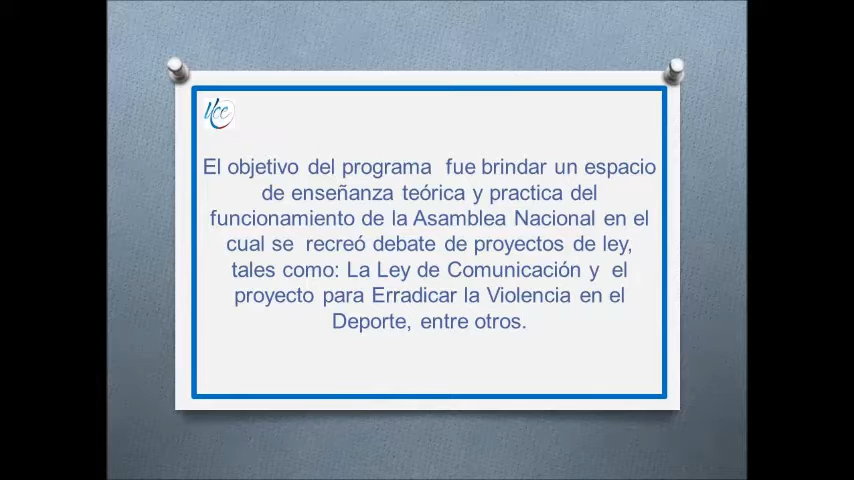 Ucc
El objetivo del programa fue brindar un espacio
de enseñanza teórica y practica del
funcionamiento de la Asamblea Nacional en el
cual se recreó debate de proyectos de ley,
tales como: La Ley de Comunicación y el
proyecto para Erradicar la Violencia en el
Deporte, entre otros.